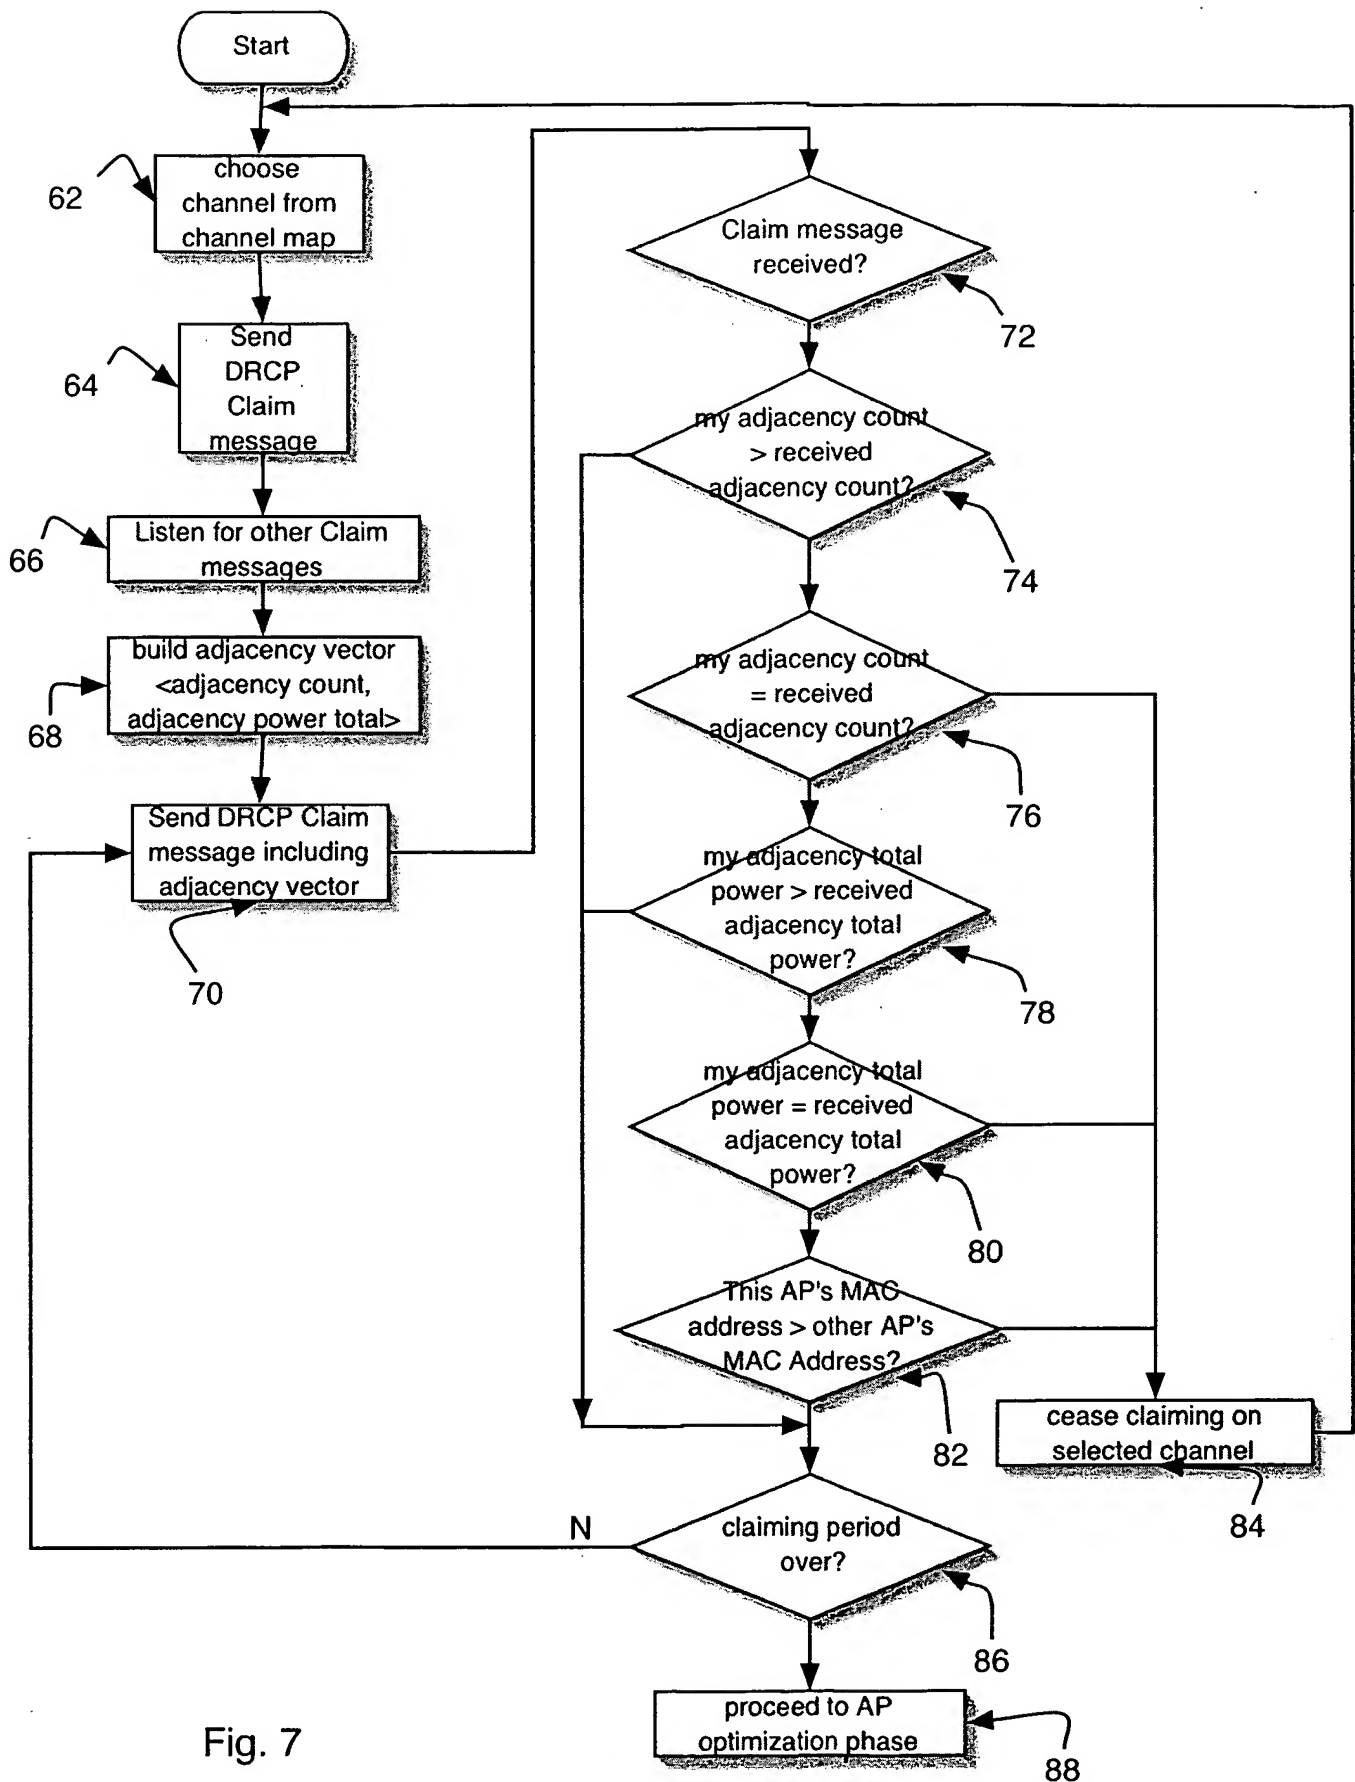 Start
62
choose
channel from
channel map
64
Send
DRCP
Claim
message
66
Listen for other Claim
messages
68
build adjacency vector
<adjacency count,
adjacency power total>
Send DRCP Claim
message including
adjacency vector
70
Claim message
received?
72
my adjacency count
> received
adjacency count?
74
my adjacency count
= received
adjacency count?
76
my adjacency total
power > received
adjacency total
power?
78
my adjacency total
power = received
adjacency total
power?
80
This AP's MAC
address > other AP's
MAC Address?
82
cease claiming on
selected channel
84
N
claiming period
over?
86
proceed to AP
optimization phase
88
Fig. 7